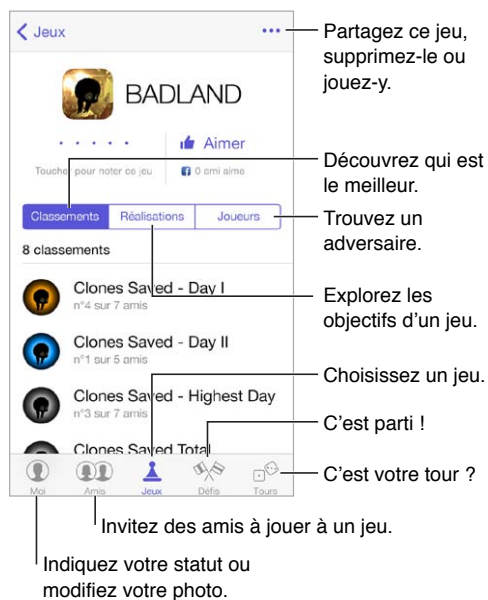 Jeux
BADLAND
Aimer
Toucher pour noter ce jeu
0 ami aime
Classements
Réalisations
Joueurs
8 classements
Clones Saved - Day I
n°4 sur 7 amis
Clones Saved - Day II
n°1 sur 5 amis
Clones Saved - Highest Day
n°3 sur 7 amis
Clones Saved Total
Moi
Amis
Jeux
Défis
Tours
Partagez ce jeu,
supprimez-le ou
jouez-y.
Découvrez qui est
le meilleur.
Trouvez un
adversaire.
Explorez les
objectifs d’un jeu.
Choisissez un jeu.
C’est parti !
C’est votre tour ?
Invitez des amis à jouer à un jeu.
Indiquez votre statut ou
modifiez votre photo.